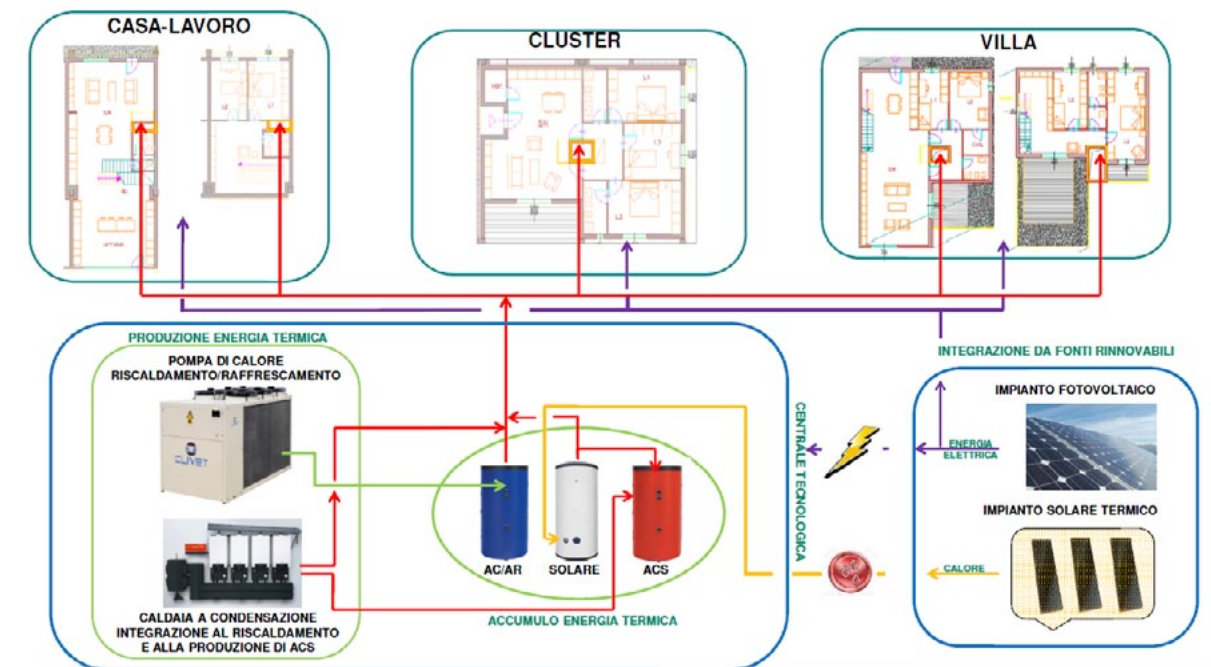 CASA-LAVORO
CLUSTER
VILLA
PRODUZIONE ENERGIA TERMICA
POMPA DI CALORE
RISCALDAMENTO/RAFFRESCAMENTO
CLIVET
CALDAIA A CONDENSAZIONE
INTEGRAZIONE AL RISCALDAMENTO
E ALLA PRODUZIONE DI ACS
AC/AR
SOLARE
ACS
ACCUMULO ENERGIA TERMICA
CENTRALE TECNOLOGICA
INTEGRAZIONE DA FONTI RINNOVABILI
IMPIANTO FOTOVOLTAICO
ENERGIA
ELETTRICA
IMPIANTO SOLARE TERMICO
CALORE